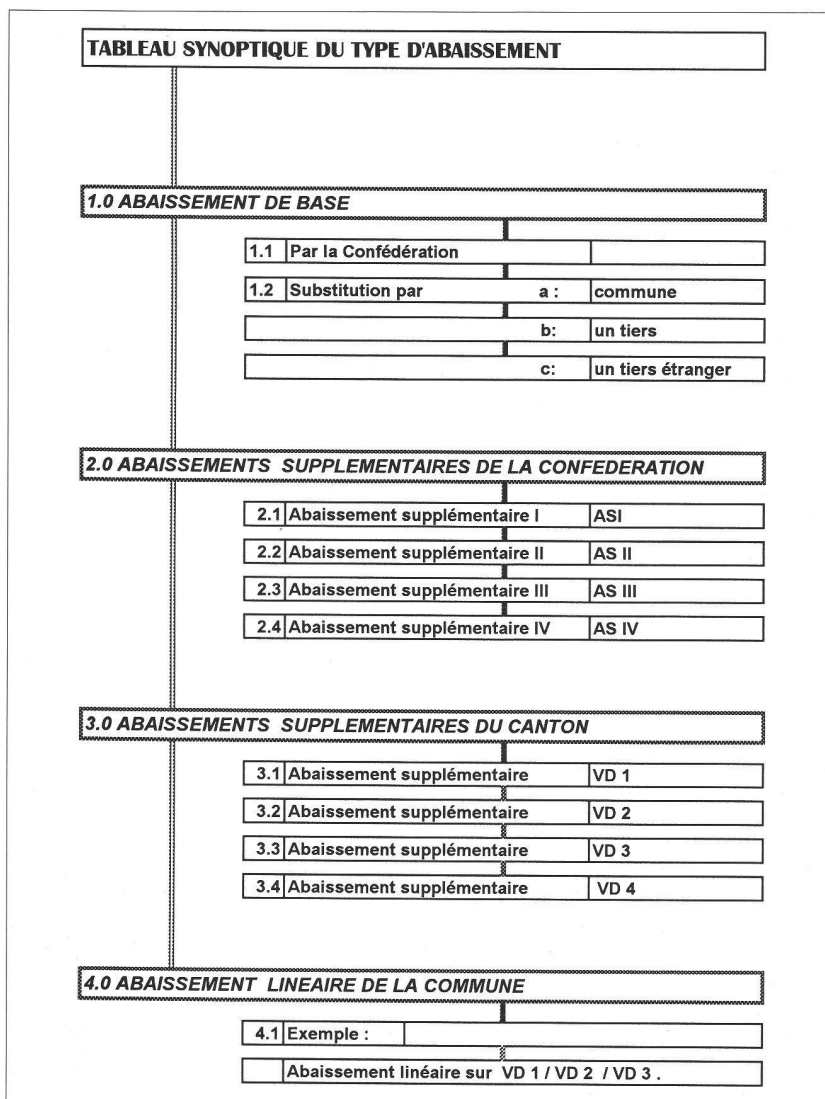 TABLEAU SYNOPTIQUE DU TYPE D'ABAISSEMENT
1.0 ABAISSEMENT DE BASE
1.1 Par la Confédération
1.2 Substitution par a : commune
b: un tiers
c: un tiers étranger
2.0 ABAISSEMENTS SUPPLEMENTAIRES DE LA CONFEDERATION
2.1 Abaissement supplémentaire I ASI
2.2 Abaissement supplémentaire II AS II
2.3 Abaissement supplémentaire III AS III
2.4 Abaissement supplémentaire IV AS IV
3.0 ABAISSEMENTS SUPPLEMENTAIRES DU CANTON
3.1 Abaissement supplémentaire VD 1
3.2 Abaissement supplémentaire VD 2
3.3 Abaissement supplémentaire VD 3
3.4 Abaissement supplémentaire VD 4
4.0 ABAISSEMENT LINEAIRE DE LA COMMUNE
4.1 Exemple :
Abaissement linéaire sur VD 1 / VD 2 / VD 3 .